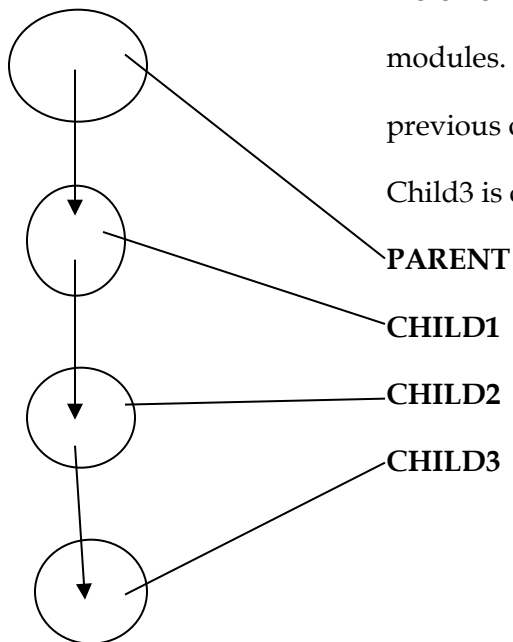 modules.
previous
Child3 is
PARENT
CHILD1
CHILD2
CHILD3